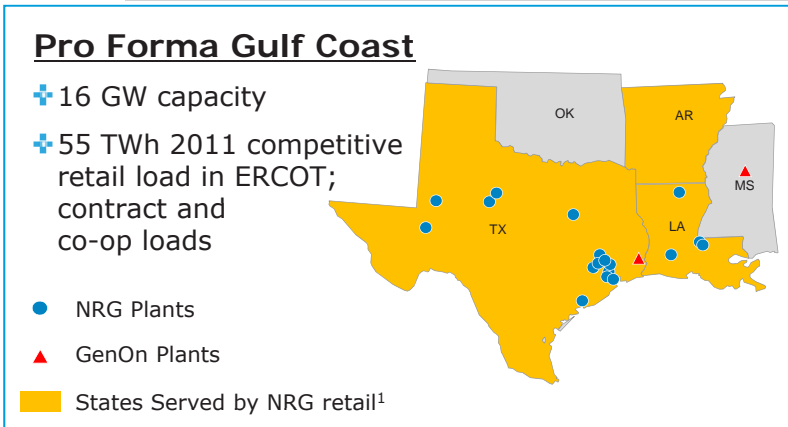 Pro Forma Gulf Coast
16 GW capacity
55 TWh 2011 competitive
retail load in ERCOT;
contract and
co-op loads
OK
AR
MS
TX
LA
NRG Plants
GenOn Plants
States Served by NRG retail¹